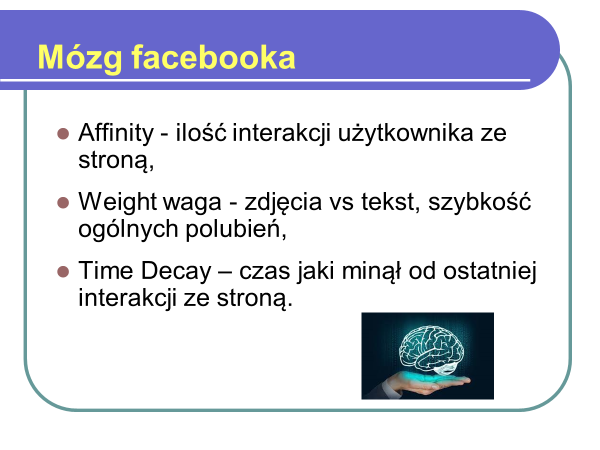 Mózg facebooka
Affinity - ilość interakcji użytkownika ze
stroną,
Weight waga - zdjęcia vs tekst, szybkość
ogólnych polubień,
Time Decay – czas jaki minął od ostatniej
interakcji ze stroną.